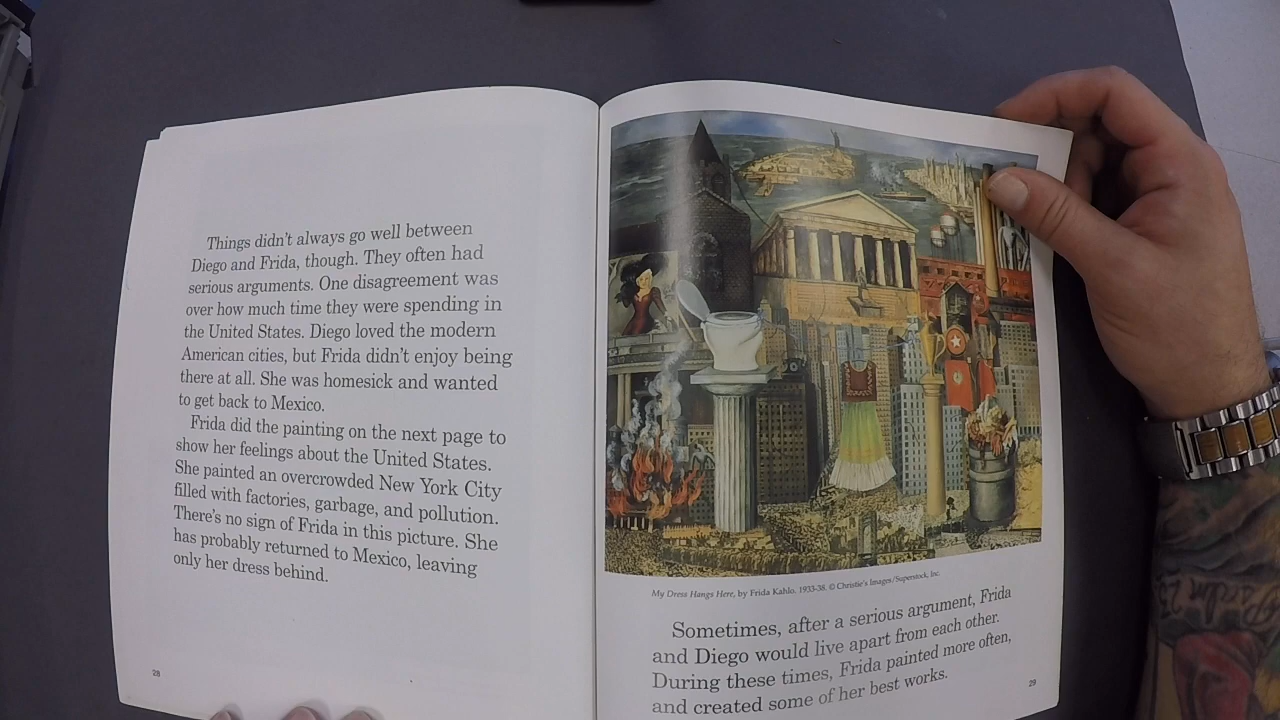 Things didn't always go well between
Diego and Frida, though. They often had
serious arguments. One disagreement was
over how much time they were spending in
the United States. Diego loved the modern
American cities, but Frida didn't enjoy being
there at all. She was homesick and wanted
to get back to Mexico.
Frida did the painting on the next page to
show her feelings about the United States.
She painted an overcrowded New York City
filled with factories, garbage, and pollution.
There's no sign of Frida in this picture. She
has probably returned to Mexico, leaving
only her dress behind.
28
My Dress Hangs Here, by Frida Kahlo. 1933-38. © Christie's Images/Superstock, Inc.
Sometimes, after a serious argument, Frida
and Diego would live apart from each other.
During these times, Frida painted more often,
and created some of her best works.
29